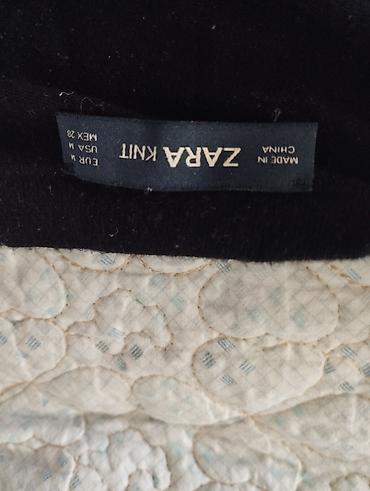 MADE IN
CHINA
ZARA KNIT
EUR M
USA M
MEX 28